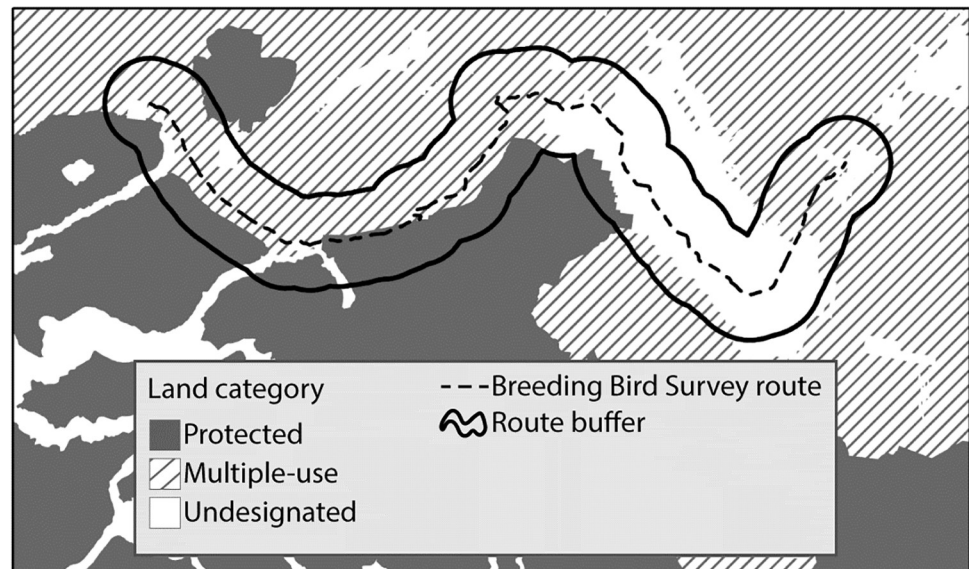 Land category
Protected
Multiple-use
Undesignated
Breeding Bird Survey route
Route buffer